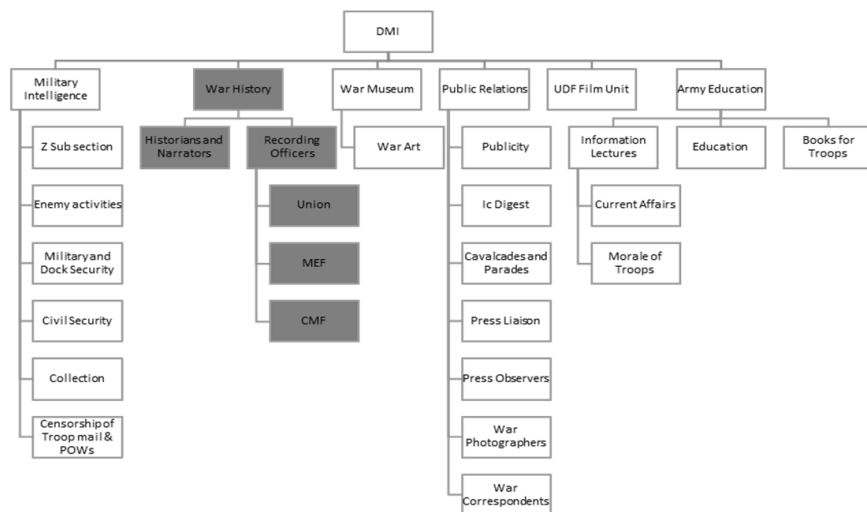 DMI
Military
Intelligence
War History
War Museum
Public Relations
UDF Film Unit
Army Education
Z Sub section
Historians and
Narrators
Recording
Officers
War Art
Publicity
Information
Lectures
Education
Books for
Troops
Enemy activities
Union
Ic Digest
Current Affairs
Military and
Dock Security
MEF
Cavalcades and
Parades
Morale of
Troops
Civil Security
CMF
Press Liaison
Collection
Press Observers
Censorship of
Troop mail &
POWs
War
Photographers
War
Correspondents